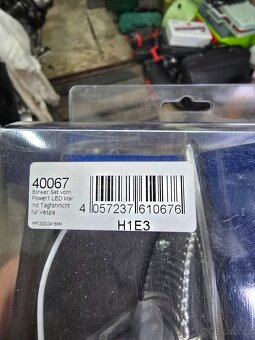 40067
Blinker Set vorn
Power1 LED klar
mit Tagfahrlicht
für Vespa
4 057237 610676
H1E3